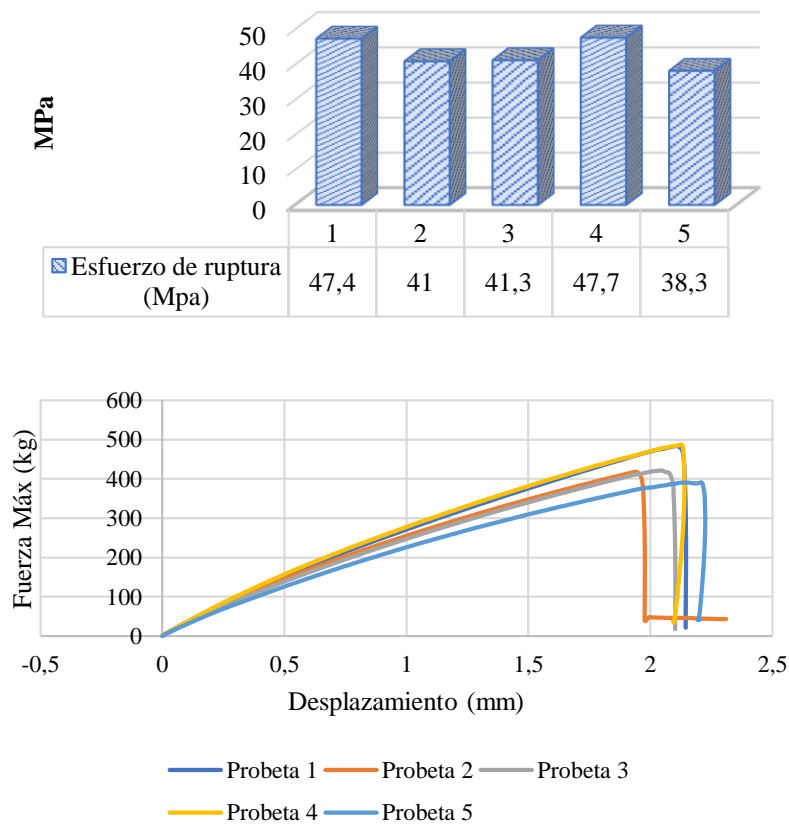 MPa
50
40
30
20
10
0
1 2 3 4 5
Esfuerzo de ruptura
(Mpa)
47,4 41 41,3 47,7 38,3
Fuerza Máx (kg)
600
500
400
300
200
100
0
-0,5 0 0,5 1 1,5 2 2,5
Desplazamiento (mm)
Probeta 1 Probeta 2 Probeta 3
Probeta 4 Probeta 5